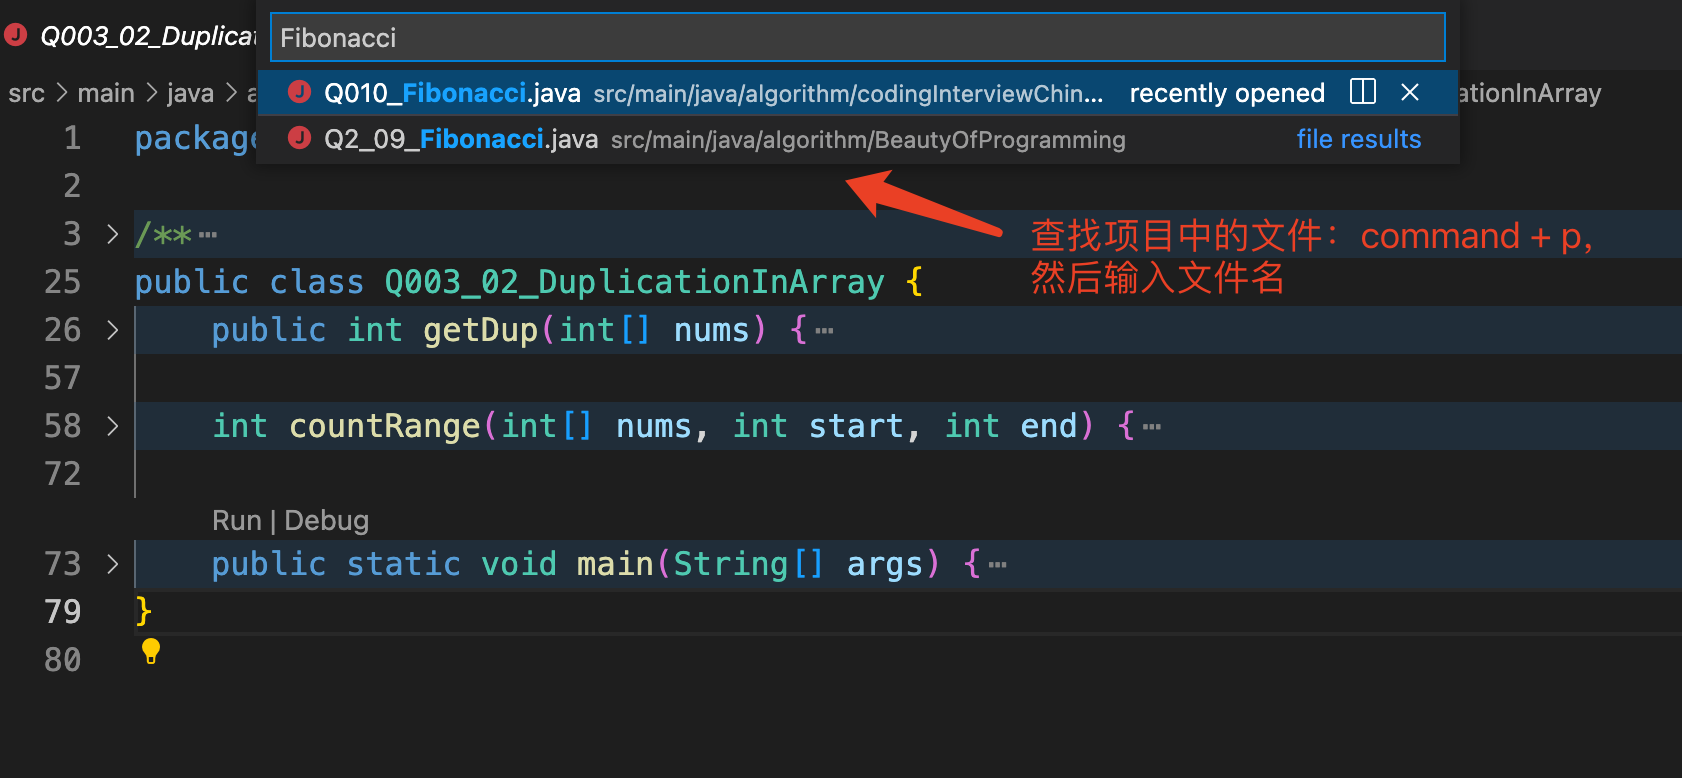 Q003_02_Duplicat
Fibonacci
Q010_Fibonacci.java src/main/java/algorithm/codingInterviewChin... recently opened
src > main > java > a
ationInArray
Q2_09_Fibonacci.java src/main/java/algorithm/BeautyOfProgramming file results
1 package
2
查找项目中的文件：command + p,
然后输入文件名
3 /** ...
25 public class Q003_02_DuplicationInArray {
26 public int getDup(int[] nums) { ...
57
58 int countRange(int[] nums, int start, int end) { ...
72
Run | Debug
73 public static void main(String[] args) { ...
79 }
80